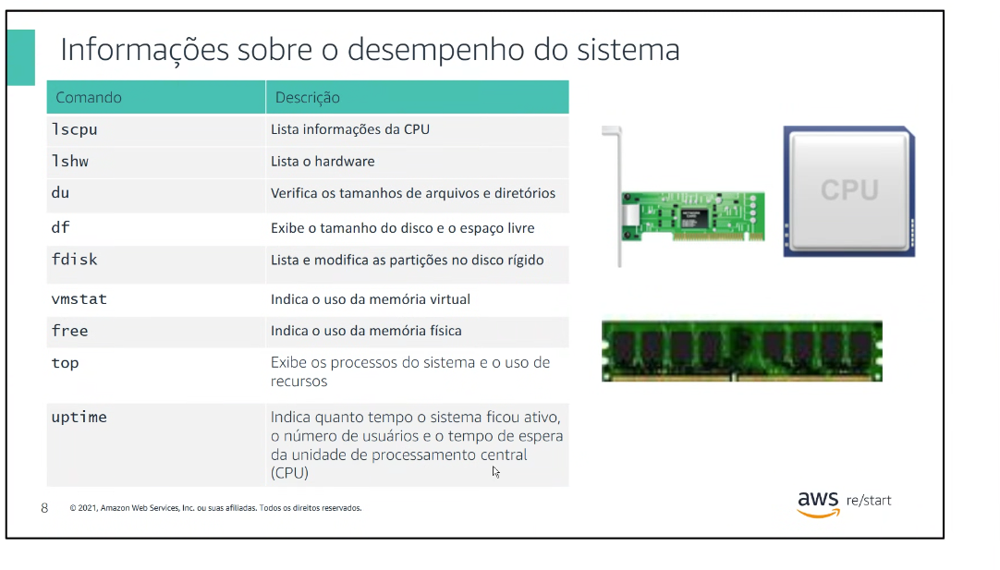 Informações sobre o desempenho do sistema
Comando Descrição
lscpu Lista informações da CPU
lshw Lista o hardware
du Verifica os tamanhos de arquivos e diretórios
df Exibe o tamanho do disco e o espaço livre
fdisk Lista e modifica as partições no disco rígido
vmstat Indica o uso da memória virtual
free Indica o uso da memória física
top Exibe os processos do sistema e o uso de
recursos
uptime Indica quanto tempo o sistema ficou ativo,
o número de usuários e o tempo de espera
da unidade de processamento central
(CPU)
CPU
8 © 2021, Amazon Web Services, Inc. ou suas afiliadas. Todos os direitos reservados.
aws re/start